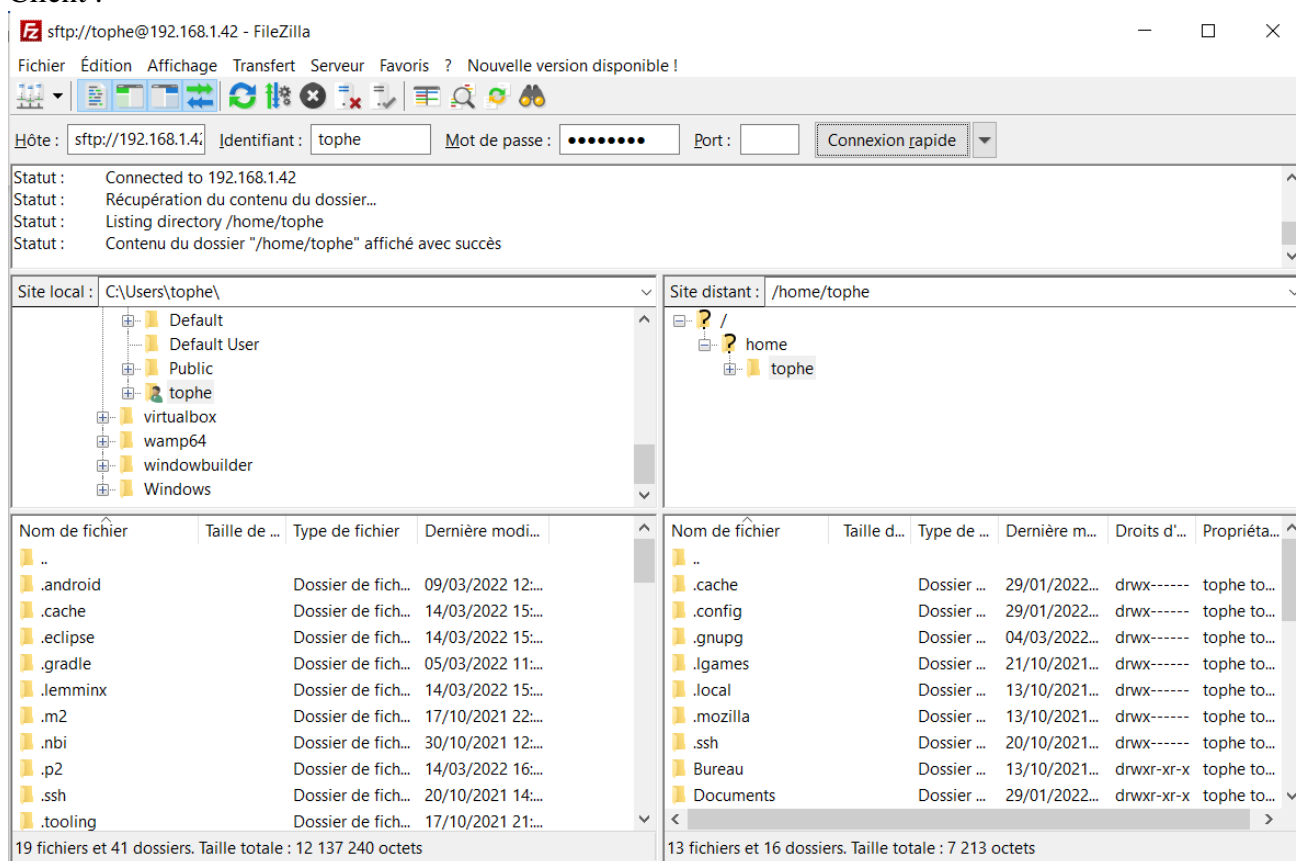 Client :
sftp://tophe@192.168.1.42 - FileZilla
Fichier Édition Affichage Transfert Serveur Favoris ? Nouvelle version disponible !
Hôte : sftp://192.168.1.42 Identifiant : tophe Mot de passe : ●●●●●●●● Port : Connexion rapide
Statut : Connected to 192.168.1.42
Statut : Récupération du contenu du dossier...
Statut : Listing directory /home/tophe
Statut : Contenu du dossier "/home/tophe" affiché avec succès
Site local : C:\Users\tophe\
Default
Default User
Public
tophe
virtualbox
wamp64
windowbuilder
Windows
Site distant : /home/tophe
/
home
tophe
Nom de fichier Taille de ... Type de fichier Dernière modi...
..
.android Dossier de fich... 09/03/2022 12:...
.cache Dossier de fich... 14/03/2022 15:...
.eclipse Dossier de fich... 14/03/2022 15:...
.gradle Dossier de fich... 05/03/2022 11:...
.lemminx Dossier de fich... 14/03/2022 15:...
.m2 Dossier de fich... 17/10/2021 22:...
.nbi Dossier de fich... 30/10/2021 12:...
.p2 Dossier de fich... 14/03/2022 16:...
.ssh Dossier de fich... 20/10/2021 14:...
.tooling Dossier de fich... 17/10/2021 21:...
19 fichiers et 41 dossiers. Taille totale : 12 137 240 octets
Nom de fichier Taille d... Type de ... Dernière m... Droits d'... Propriéta...
..
.cache Dossier ... 29/01/2022... drwx------ tophe to...
.config Dossier ... 29/01/2022... drwx------ tophe to...
.gnupg Dossier ... 04/03/2022... drwx------ tophe to...
.lgames Dossier ... 21/10/2021... drwx------ tophe to...
.local Dossier ... 13/10/2021... drwx------ tophe to...
.mozilla Dossier ... 13/10/2021... drwx------ tophe to...
.ssh Dossier ... 20/10/2021... drwx------ tophe to...
Bureau Dossier ... 13/10/2021... drwxr-xr-x tophe to...
Documents Dossier ... 29/01/2022... drwxr-xr-x tophe to...
13 fichiers et 16 dossiers. Taille totale : 7 213 octets